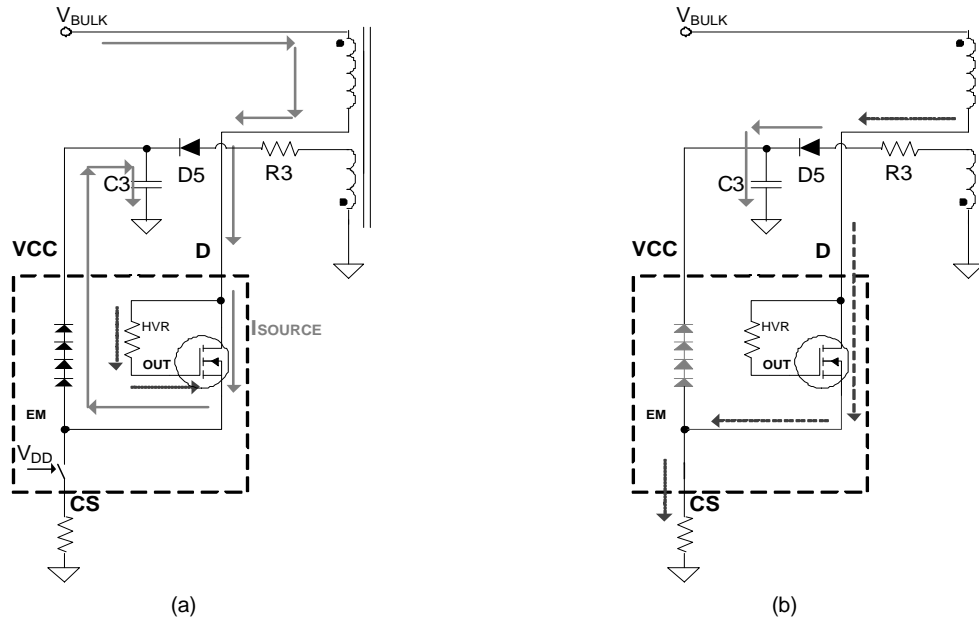 VBULK
R3
D5
C3
VCC
D
HVR
ISOURCE
OUT
EM
VDD
CS
(a)
VBULK
R3
D5
C3
VCC
D
HVR
OUT
EM
CS
(b)